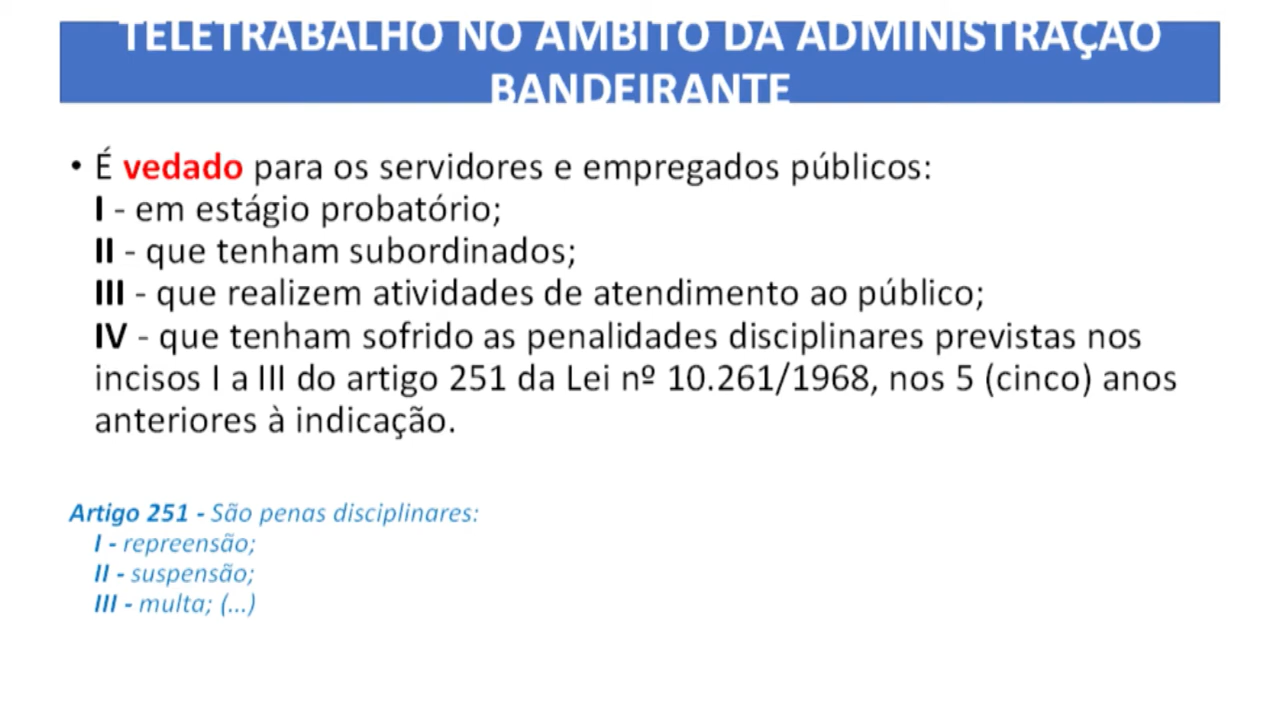 TELETRABALHO NO ÂMBITO DA ADMINISTRAÇÃO
BANDEIRANTE
• É vedado para os servidores e empregados públicos:
I - em estágio probatório;
II - que tenham subordinados;
III - que realizem atividades de atendimento ao público;
IV - que tenham sofrido as penalidades disciplinares previstas nos
incisos I a III do artigo 251 da Lei nº 10.261/1968, nos 5 (cinco) anos
anteriores à indicação.
Artigo 251 - São penas disciplinares:
I - repreensão;
II - suspensão;
III - multa; (...)